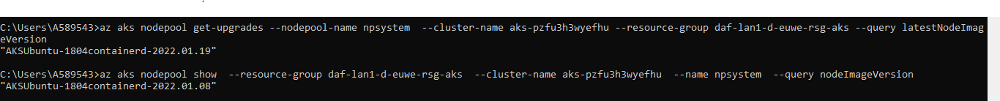 C:\Users\A589543>az aks nodepool get-upgrades --nodepool-name npsystem  --cluster-name aks-pzfu3h3wyefhu --resource-group daf-lan1-d-euwe-rsg-aks --query latestNodeImag
eVersion
"AKSUbuntu-1804containerd-2022.01.19"
C:\Users\A589543>az aks nodepool show  --resource-group daf-lan1-d-euwe-rsg-aks  --cluster-name aks-pzfu3h3wyefhu  --name npsystem  --query nodeImageVersion
"AKSUbuntu-1804containerd-2022.01.08"